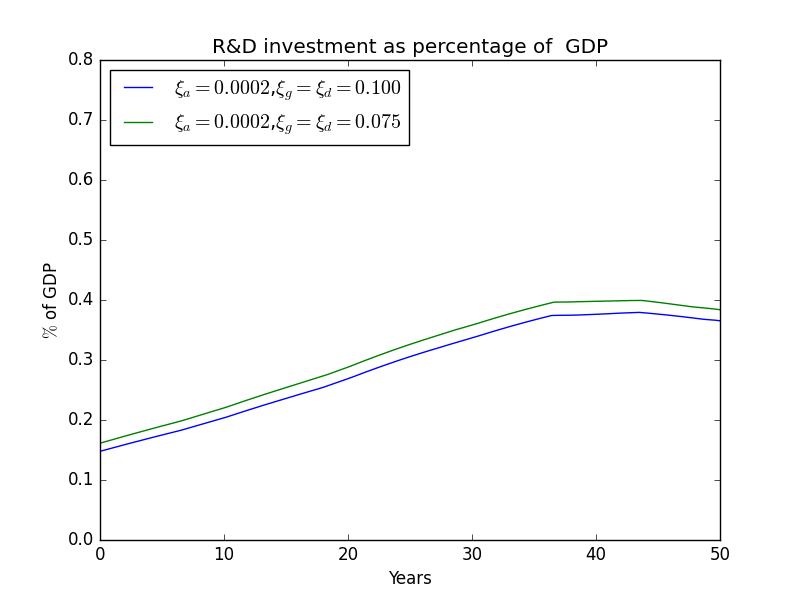 R&D investment as percentage of  GDP
ξₐ = 0.0002,ξ_g = ξ_d = 0.100
ξₐ = 0.0002,ξ_g = ξ_d = 0.075
0.8
0.7
0.6
0.5
0.4
0.3
0.2
0.1
0.0
% of GDP
0 10 20 30 40 50
Years